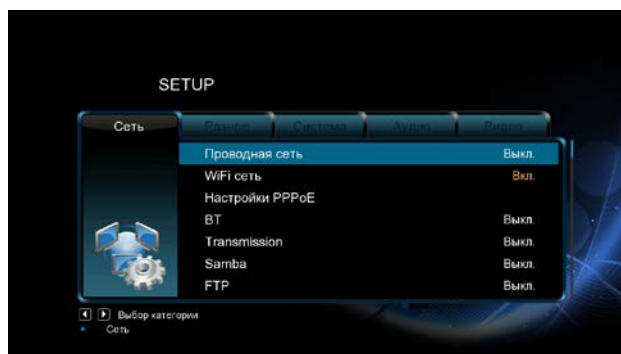 SETUP
Сеть Разное Система Аудио Видео
Проводная сеть Выкл.
WiFi сеть Вкл.
Настройки PPPoE
BT Выкл.
Transmission Выкл.
Samba Выкл.
FTP Выкл.
Выбор категории
Сеть